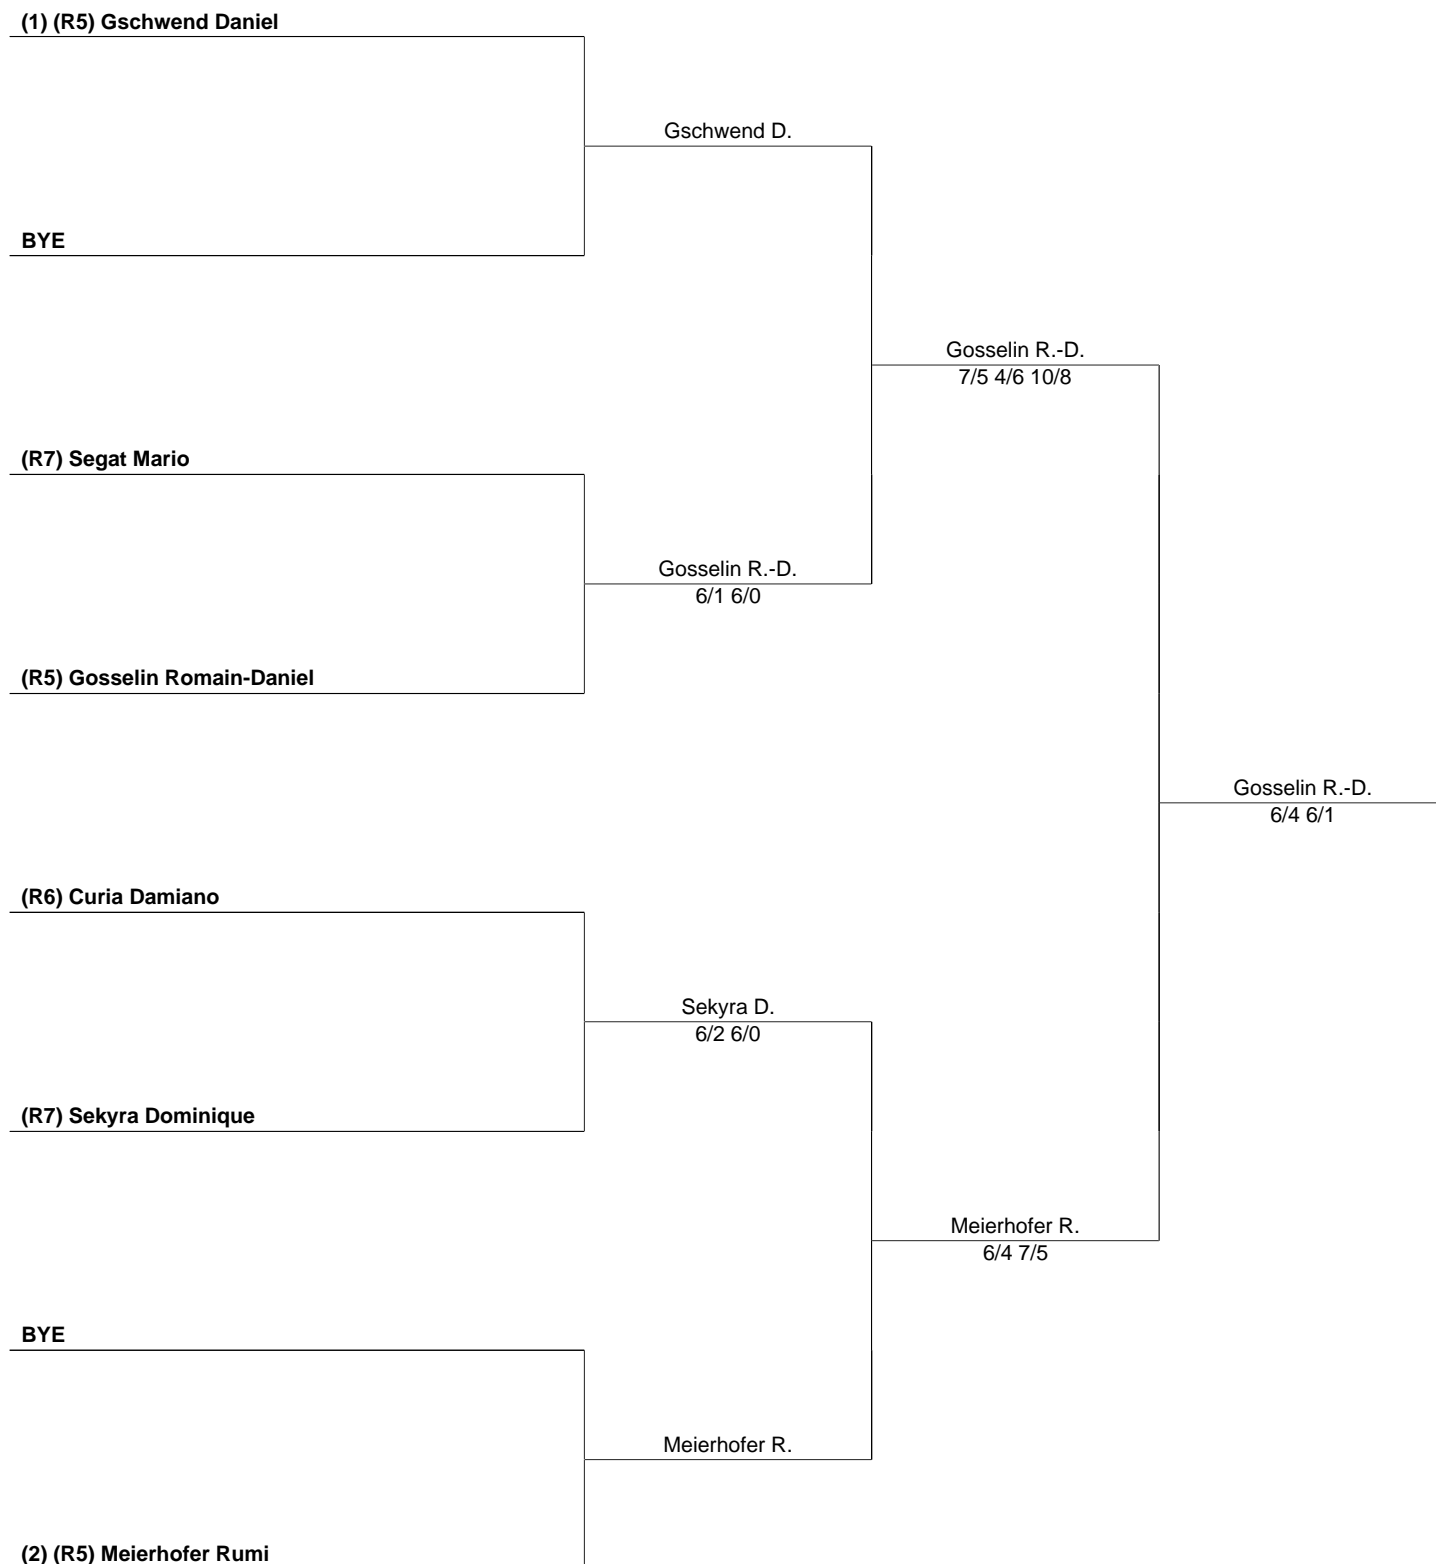 (1) (R5) Gschwend Daniel
Gschwend D.
BYE
Gosselin R.-D.
7/5 4/6 10/8
(R7) Segat Mario
Gosselin R.-D.
6/1 6/0
(R5) Gosselin Romain-Daniel
Gosselin R.-D.
6/4 6/1
(R6) Curia Damiano
Sekyra D.
6/2 6/0
(R7) Sekyra Dominique
Meierhofer R.
6/4 7/5
BYE
Meierhofer R.
(2) (R5) Meierhofer Rumi